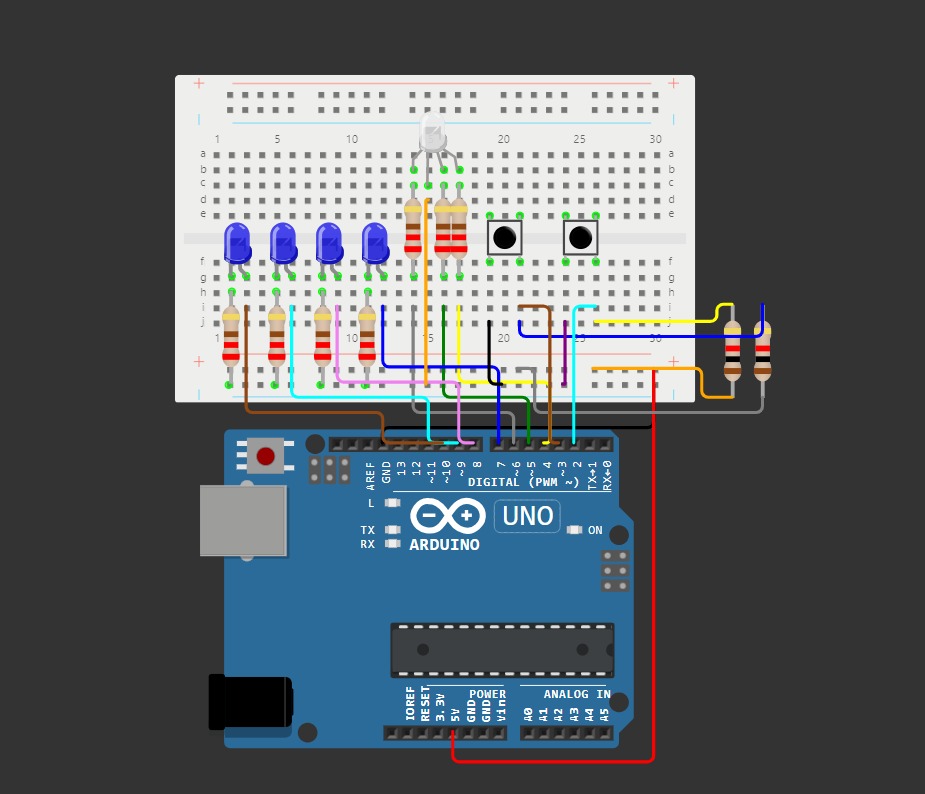 1 5 10 15 20 25 30
a a
b b
c c
d d
e e
f f
g g
h h
i i
j j
1 10 15 25 30
AREF GND 13 12 ~11 ~10 ~9 8 7 ~6 ~5 4 ~3 2 TX→1 RX←0
DIGITAL (PWM ~)
L
TX
RX
UNO
ON
ARDUINO
POWER ANALOG IN
IOREF RESET 3.3V 5V GND GND Vin A0 A1 A2 A3 A4 A5